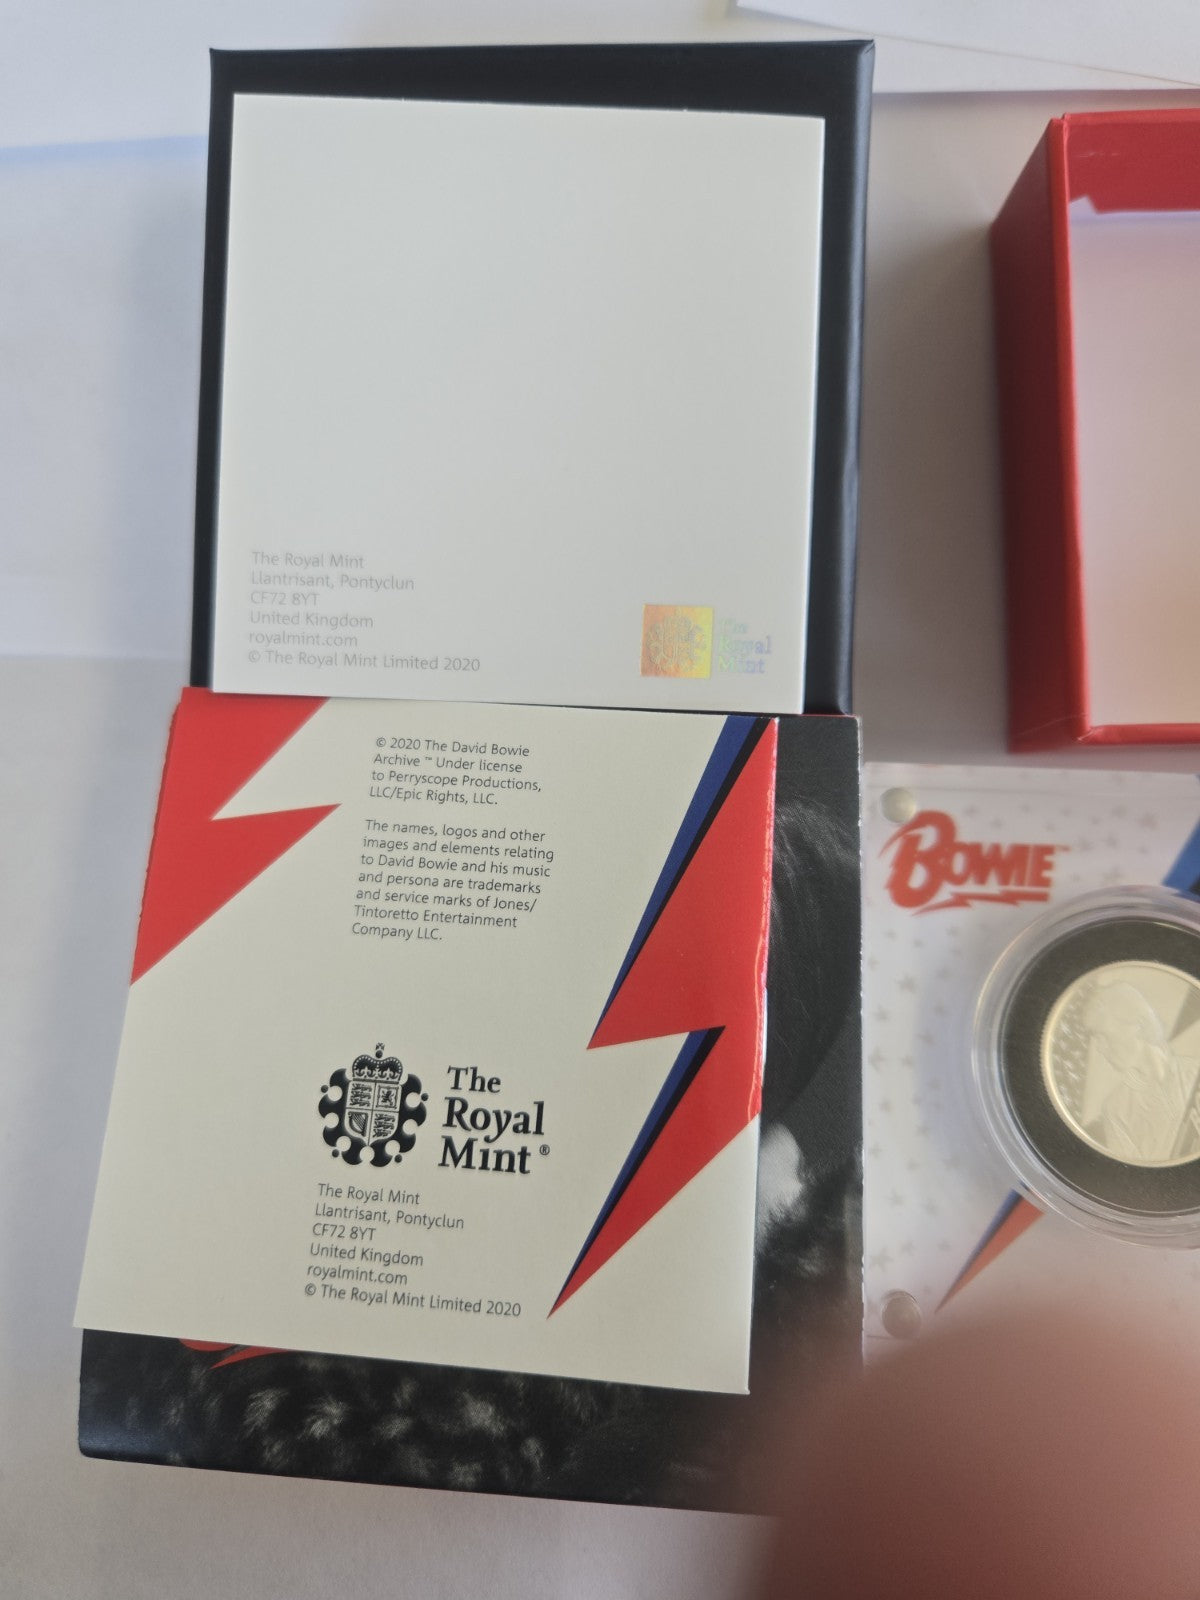 The Royal Mint
Llantrisant, Pontyclun
CF72 8YT
United Kingdom
royalmint.com
© The Royal Mint Limited 2020
The
Royal
Mint
© 2020 The David Bowie
Archive ™ Under license
to Perryscope Productions,
LLC/Epic Rights, LLC.
The names, logos and other
images and elements relating
to David Bowie and his music
and persona are trademarks
and service marks of Jones/
Tintoretto Entertainment
Company LLC.
The
Royal
Mint ®
The Royal Mint
Llantrisant, Pontyclun
CF72 8YT
United Kingdom
royalmint.com
© The Royal Mint Limited 2020
BOWIE™